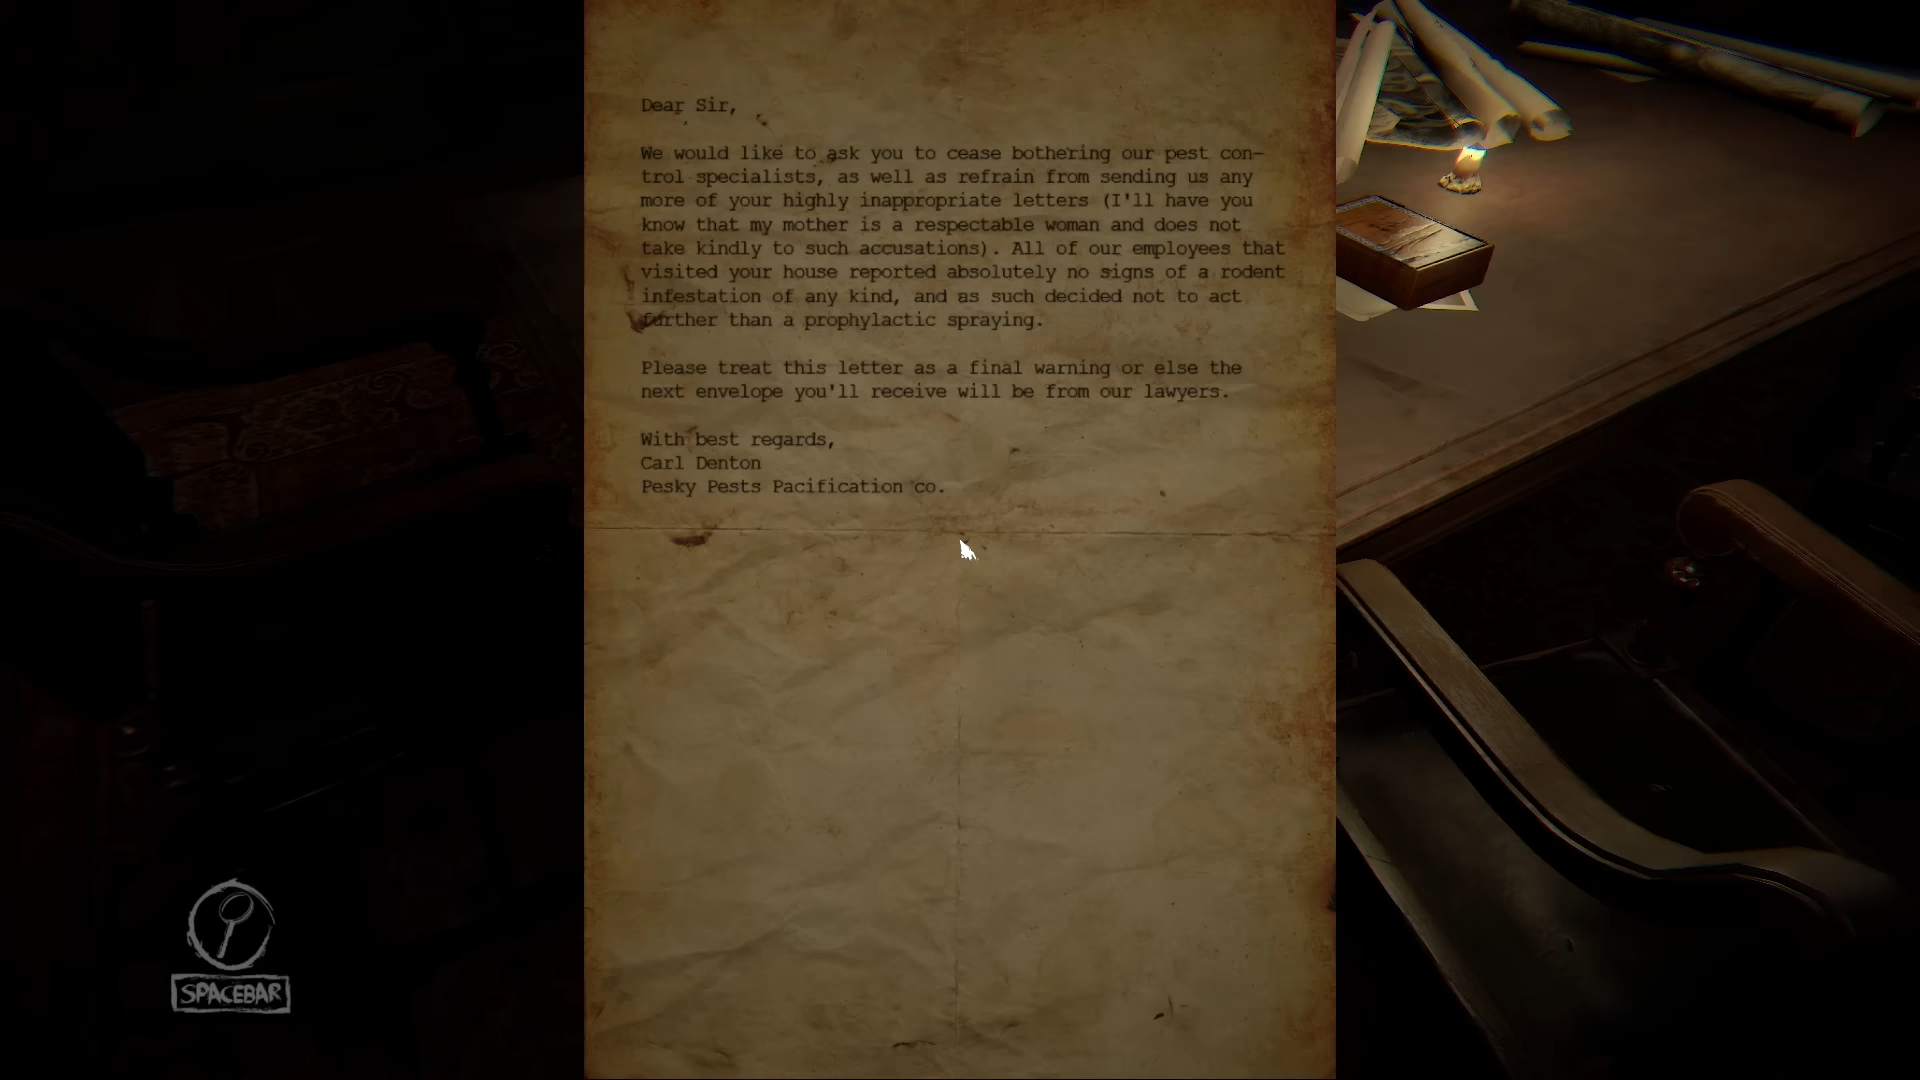 Dear Sir,
We would like to ask you to cease bothering our pest con-
trol specialists, as well as refrain from sending us any
more of your highly inappropriate letters (I'll have you
know that my mother is a respectable woman and does not
take kindly to such accusations). All of our employees that
visited your house reported absolutely no signs of a rodent
infestation of any kind, and as such decided not to act
further than a prophylactic spraying.
Please treat this letter as a final warning or else the
next envelope you'll receive will be from our lawyers.
With best regards,
Carl Denton
Pesky Pests Pacification co.
SPACEBAR